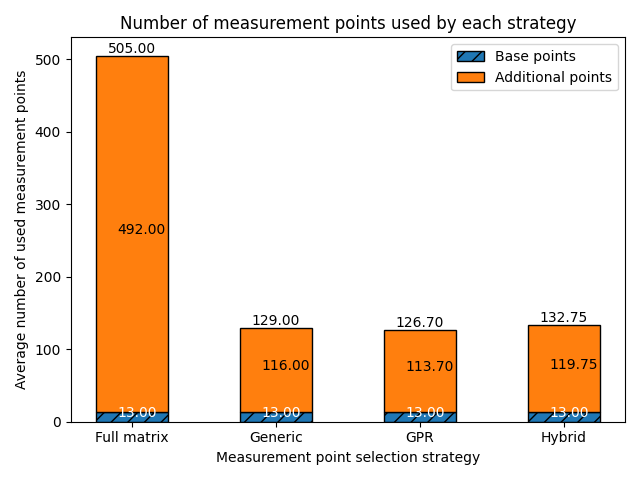 Number of measurement points used by each strategy
Average number of used measurement points
500
400
300
200
100
0
Base points
Additional points
505.00
492.00
13.00
129.00
116.00
13.00
126.70
113.70
13.00
132.75
119.75
13.00
Full matrix
Generic
GPR
Hybrid
Measurement point selection strategy